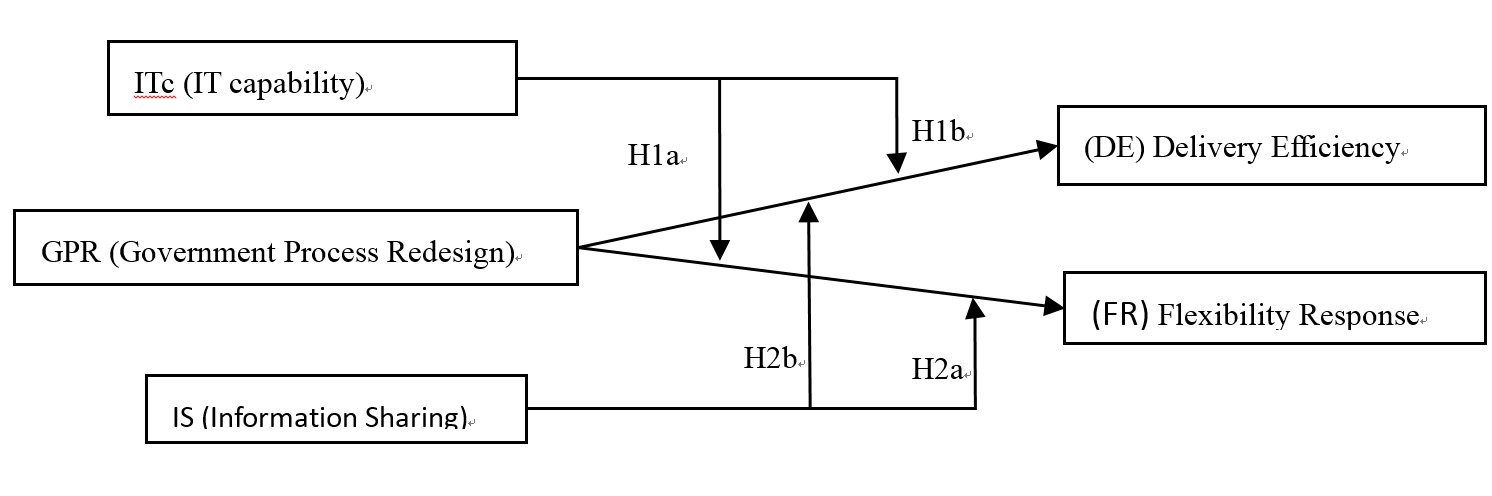 ITc (IT capability)
H1b
(DE) Delivery Efficiency
H1a
GPR (Government Process Redesign)
(FR) Flexibility Response
H2b
H2a
IS (Information Sharing)